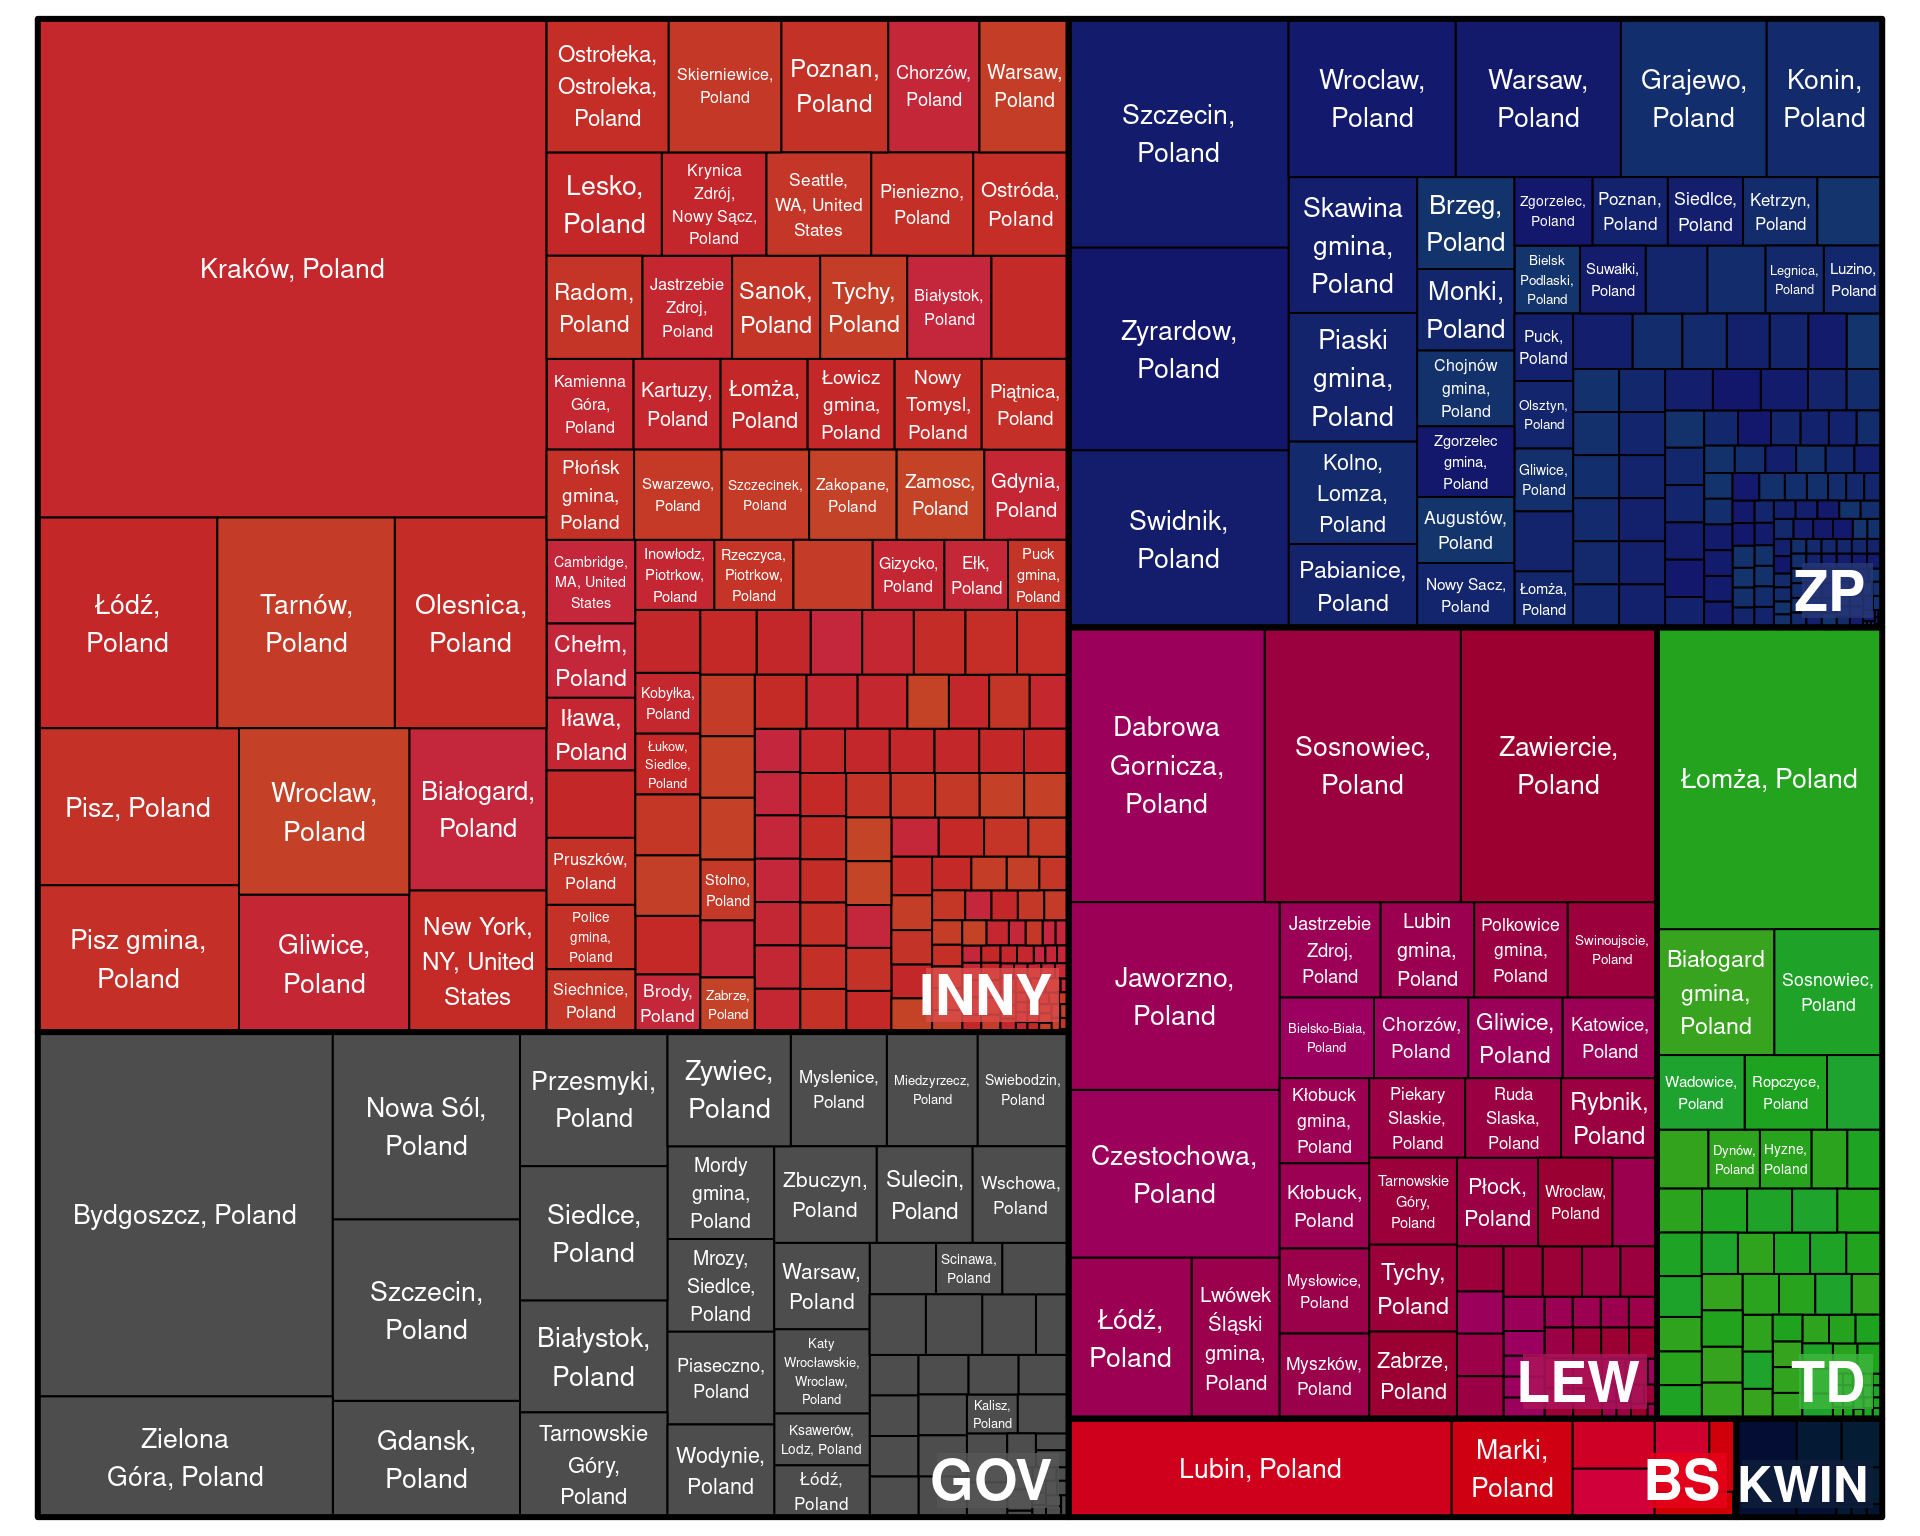 Kraków, Poland
Łódź,
Poland
Tarnów,
Poland
Olesnica,
Poland
Pisz, Poland
Wroclaw,
Poland
Białogard,
Poland
Pisz gmina,
Poland
Gliwice,
Poland
New York,
NY, United
States
Ostrołeka,
Ostroleka,
Poland
Skierniewice,
Poland
Poznan,
Poland
Chorzów,
Poland
Warsaw,
Poland
Lesko,
Poland
Krynica
Zdrój,
Nowy Sącz,
Poland
Seattle,
WA, United
States
Pieniezno,
Poland
Ostróda,
Poland
Radom,
Poland
Jastrzebie
Zdroj,
Poland
Sanok,
Poland
Tychy,
Poland
Białystok,
Poland
Kamienna
Góra,
Poland
Kartuzy,
Poland
Łomża,
Poland
Łowicz
gmina,
Poland
Nowy
Tomysl,
Poland
Piątnica,
Poland
Płońsk
gmina,
Poland
Swarzewo,
Poland
Szczecinek,
Poland
Zakopane,
Poland
Zamosc,
Poland
Gdynia,
Poland
Cambridge,
MA, United
States
Inowłodz,
Piotrkow,
Poland
Rzeczyca,
Piotrkow,
Poland
Gizycko,
Poland
Ełk,
Poland
Puck
gmina,
Poland
Chełm,
Poland
Iława,
Poland
Kobyłka,
Poland
Łukow,
Siedlce,
Poland
Pruszków,
Poland
Police
gmina,
Poland
Siechnice,
Poland
Stolno,
Poland
Brody,
Poland
Zabrze,
Poland
INNY
Szczecin,
Poland
Zyrardow,
Poland
Swidnik,
Poland
Wroclaw,
Poland
Warsaw,
Poland
Grajewo,
Poland
Konin,
Poland
Skawina
gmina,
Poland
Piaski
gmina,
Poland
Kolno,
Lomza,
Poland
Pabianice,
Poland
Brzeg,
Poland
Monki,
Poland
Chojnów
gmina,
Poland
Zgorzelec
gmina,
Poland
Augustów,
Poland
Nowy Sacz,
Poland
Zgorzelec,
Poland
Poznan,
Poland
Siedlce,
Poland
Ketrzyn,
Poland
Bielsk
Podlaski,
Poland
Suwałki,
Poland
Legnica,
Poland
Luzino,
Poland
Puck,
Poland
Olsztyn,
Poland
Gliwice,
Poland
Łomża,
Poland
ZP
Bydgoszcz, Poland
Zielona
Góra, Poland
Nowa Sól,
Poland
Szczecin,
Poland
Gdansk,
Poland
Przesmyki,
Poland
Siedlce,
Poland
Białystok,
Poland
Tarnowskie
Góry,
Poland
Zywiec,
Poland
Myslenice,
Poland
Miedzyrzecz,
Poland
Swiebodzin,
Poland
Mordy
gmina,
Poland
Zbuczyn,
Poland
Sulecin,
Poland
Wschowa,
Poland
Mrozy,
Siedlce,
Poland
Piaseczno,
Poland
Wodynie,
Poland
Warsaw,
Poland
Scinawa,
Poland
Katy
Wrocławskie,
Wroclaw,
Poland
Ksawerów,
Lodz, Poland
Łódź,
Poland
Kalisz,
Poland
GOV
Dabrowa
Gornicza,
Poland
Sosnowiec,
Poland
Zawiercie,
Poland
Jaworzno,
Poland
Czestochowa,
Poland
Łódź,
Poland
Lwówek
Śląski
gmina,
Poland
Jastrzebie
Zdroj,
Poland
Lubin
gmina,
Poland
Polkowice
gmina,
Poland
Swinoujscie,
Poland
Bielsko-Biała,
Poland
Chorzów,
Poland
Gliwice,
Poland
Katowice,
Poland
Kłobuck
gmina,
Poland
Piekary
Slaskie,
Poland
Ruda
Slaska,
Poland
Rybnik,
Poland
Kłobuck,
Poland
Tarnowskie
Góry,
Poland
Płock,
Poland
Wroclaw,
Poland
Mysłowice,
Poland
Tychy,
Poland
Myszków,
Poland
Zabrze,
Poland
LEW
Łomża, Poland
Białogard
gmina,
Poland
Sosnowiec,
Poland
Wadowice,
Poland
Ropczyce,
Poland
Dynów,
Poland
Hyzne,
Poland
TD
Lubin, Poland
Marki,
Poland
BS
KWIN